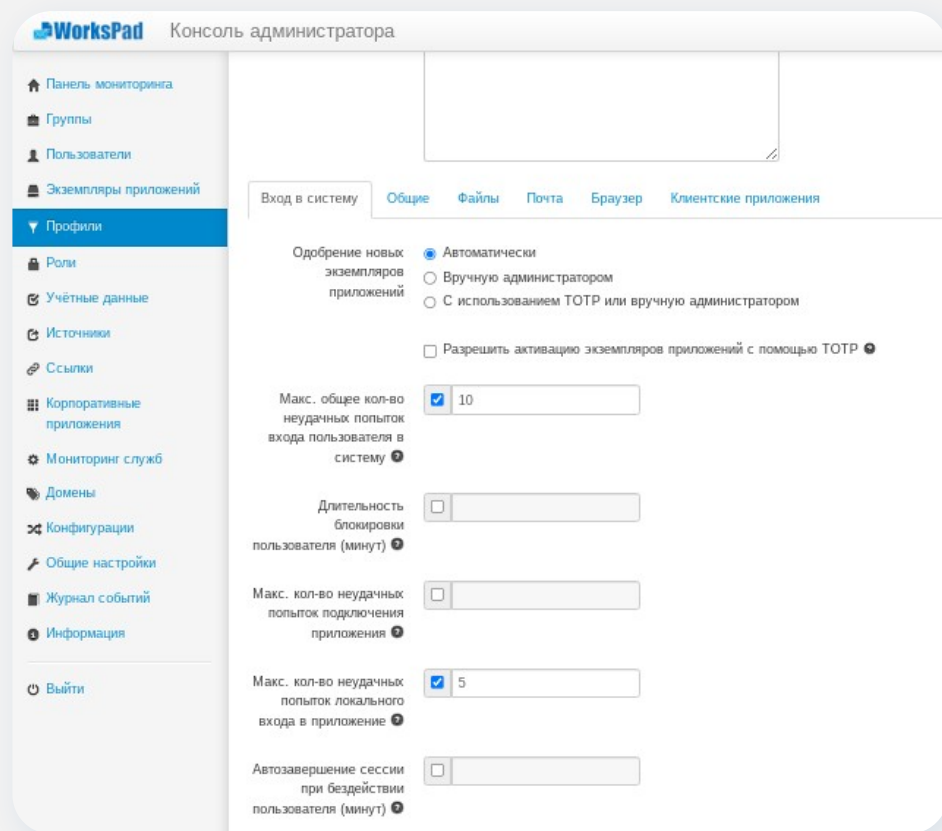 WorksPad Консоль администратора
Панель мониторинга
Группы
Пользователи
Экземпляры приложений
Профили
Роли
Учётные данные
Источники
Ссылки
Корпоративные
приложения
Мониторинг служб
Домены
Конфигурации
Общие настройки
Журнал событий
Информация
Выйти
Вход в систему Общие Файлы Почта Браузер Клиентские приложения
Одобрение новых
экземпляров
приложений
Автоматически
Вручную администратором
С использованием TOTP или вручную администратором
Разрешить активацию экземпляров приложений с помощью TOTP ?
Макс. общее кол-во
неудачных попыток
входа пользователя в
систему ?
10
Длительность
блокировки
пользователя (минут) ?
Макс. кол-во неудачных
попыток подключения
приложения ?
Макс. кол-во неудачных
попыток локального
входа в приложение ?
5
Автозавершение сессии
при бездействии
пользователя (минут) ?